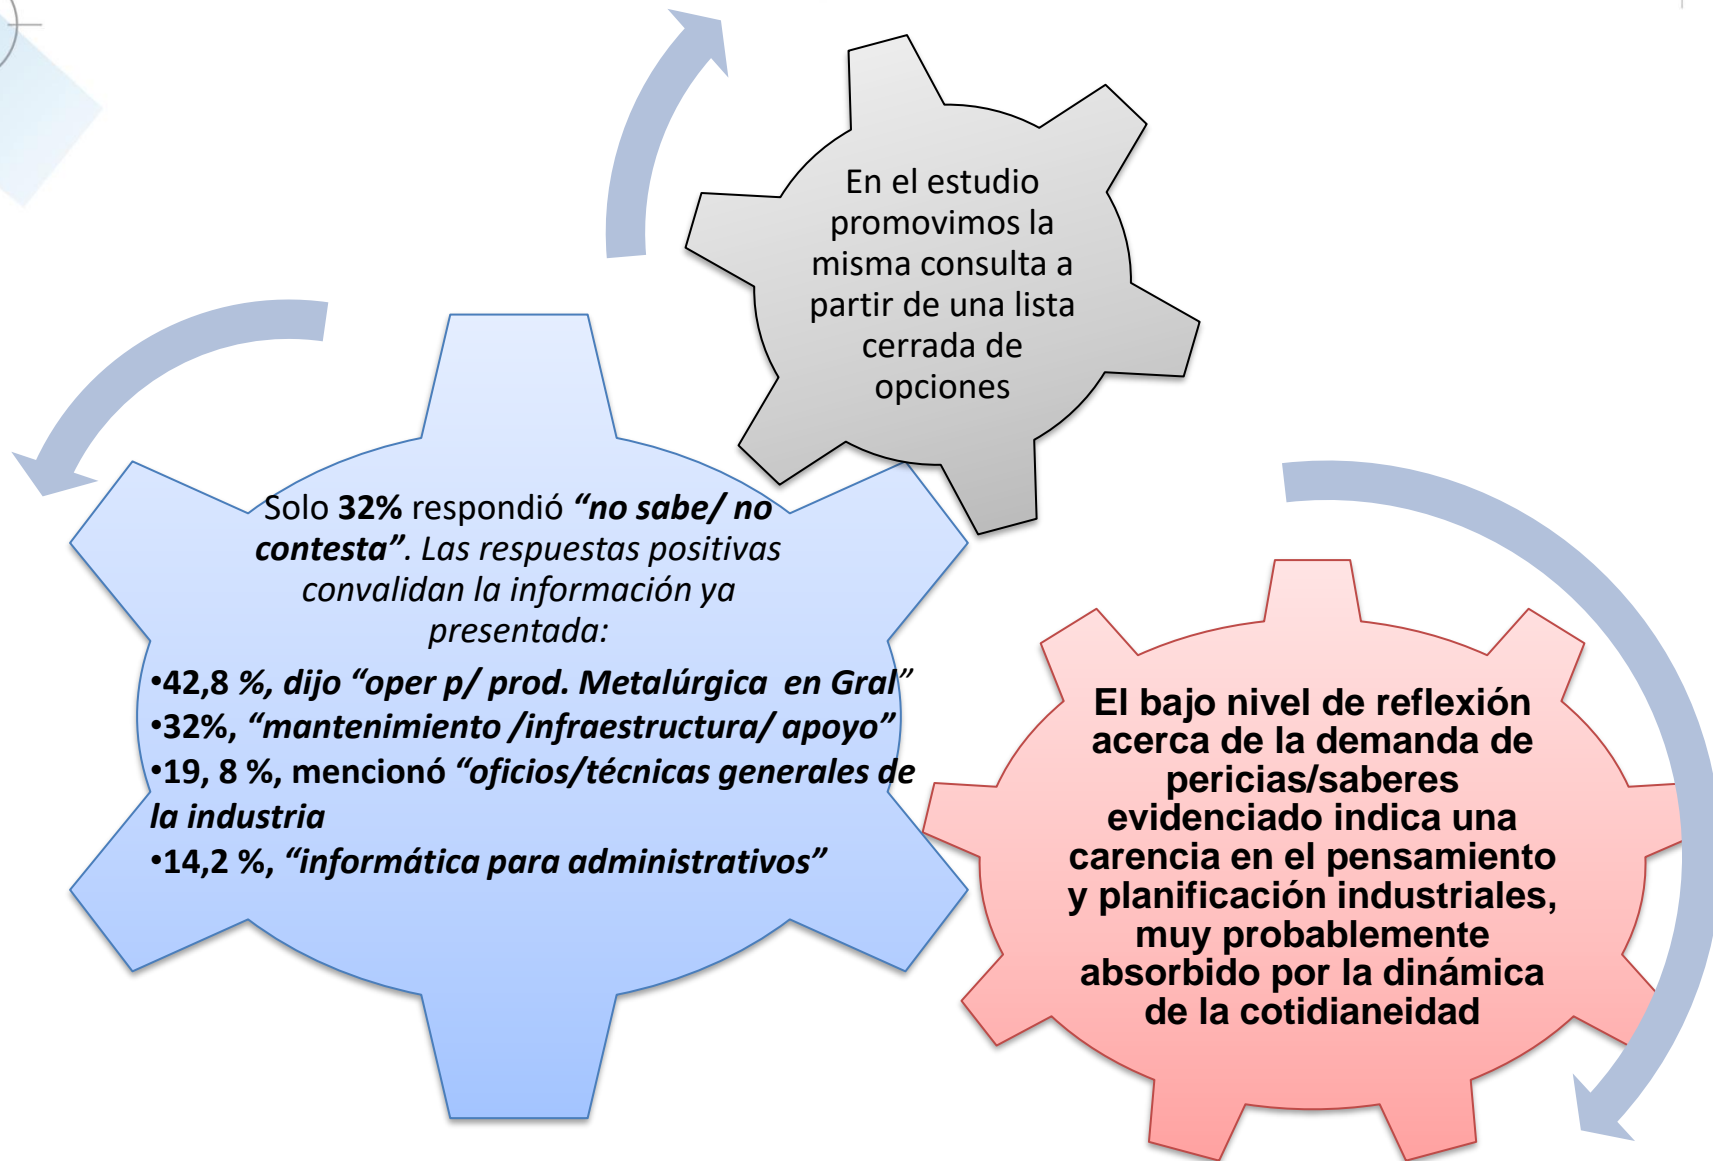 En el estudio
promovimos la
misma consulta a
partir de una lista
cerrada de
opciones
Solo 32% respondió “no sabe/ no
contesta”. Las respuestas positivas
convalidan la información ya
presentada:
•42,8 %, dijo “oper p/ prod. Metalúrgica  en Gral”
•32%, “mantenimiento /infraestructura/ apoyo”
•19, 8 %, mencionó “oficios/técnicas generales de
la industria
•14,2 %, “informática para administrativos”
El bajo nivel de reflexión
acerca de la demanda de
pericias/saberes
evidenciado indica una
carencia en el pensamiento
y planificación industriales,
muy probablemente
absorbido por la dinámica
de la cotidianeidad